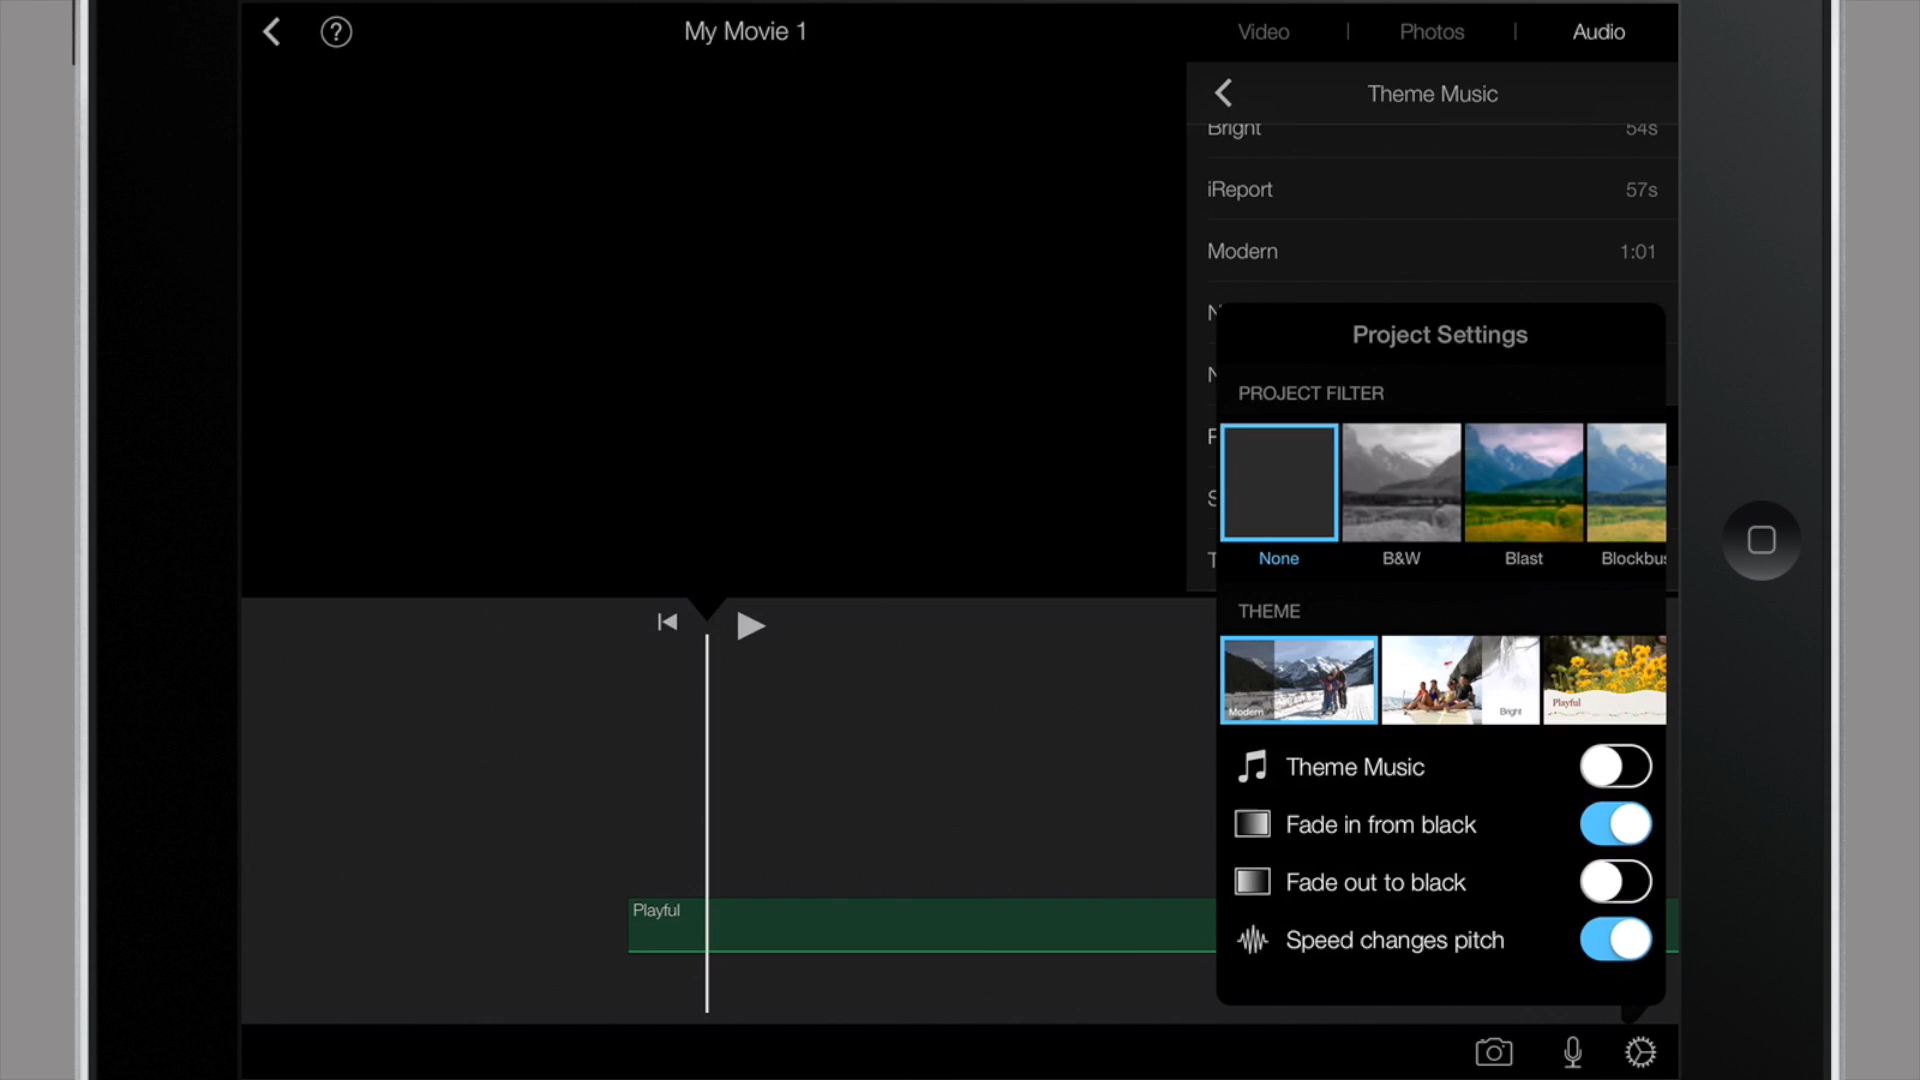 ?
My Movie 1
Video | Photos | Audio
Theme Music
Bright 54s
iReport 57s
Modern 1:01
Project Settings
PROJECT FILTER
None B&W Blast Blockbus
THEME
Modern
Bright
Playful
Theme Music
Fade in from black
Fade out to black
Speed changes pitch
Playful